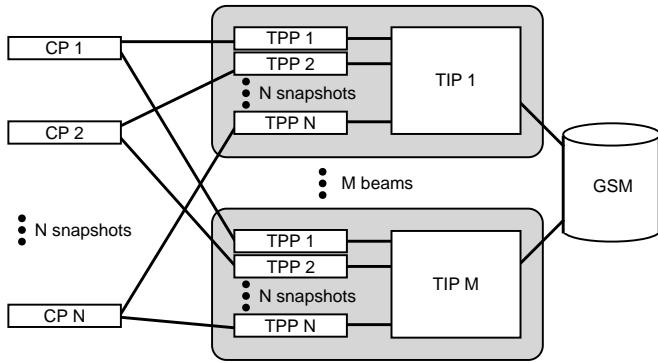 CP 1
CP 2
N snapshots
CP N
TPP 1
TPP 2
N snapshots
TPP N
TIP 1
M beams
TPP 1
TPP 2
N snapshots
TPP N
TIP M
GSM